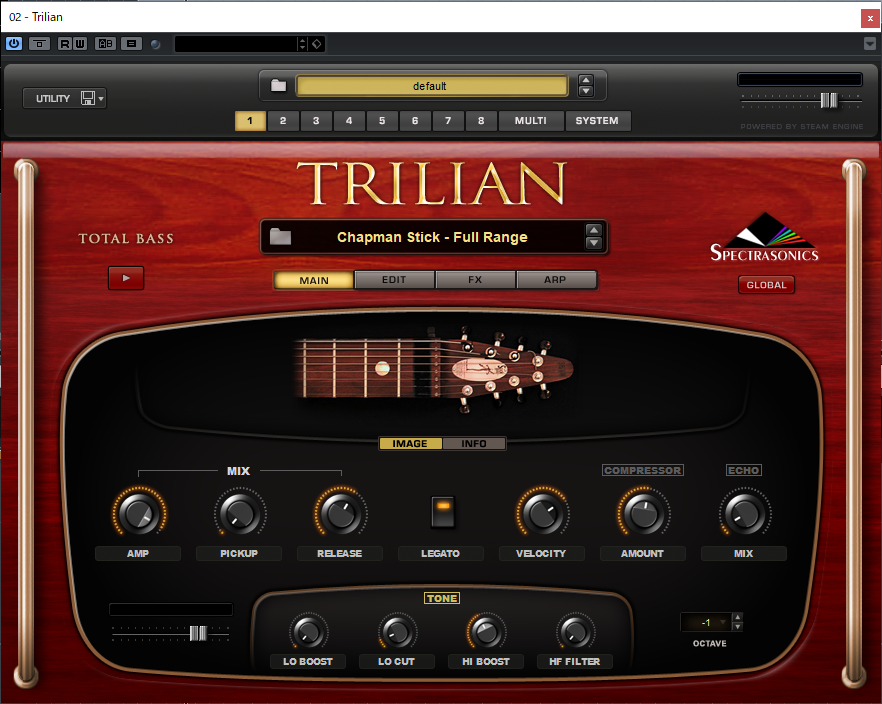 02 - Trilian
x
R W AB
UTILITY
default
1 2 3 4 5 6 7 8 MULTI SYSTEM
POWERED BY STEAM ENGINE
TRILIAN
TOTAL BASS
Chapman Stick - Full Range
SPECTRASONICS
MAIN EDIT FX ARP
GLOBAL
IMAGE INFO
MIX COMPRESSOR ECHO
AMP PICKUP RELEASE LEGATO VELOCITY AMOUNT MIX
TONE
-1
OCTAVE
LO BOOST LO CUT HI BOOST HF FILTER